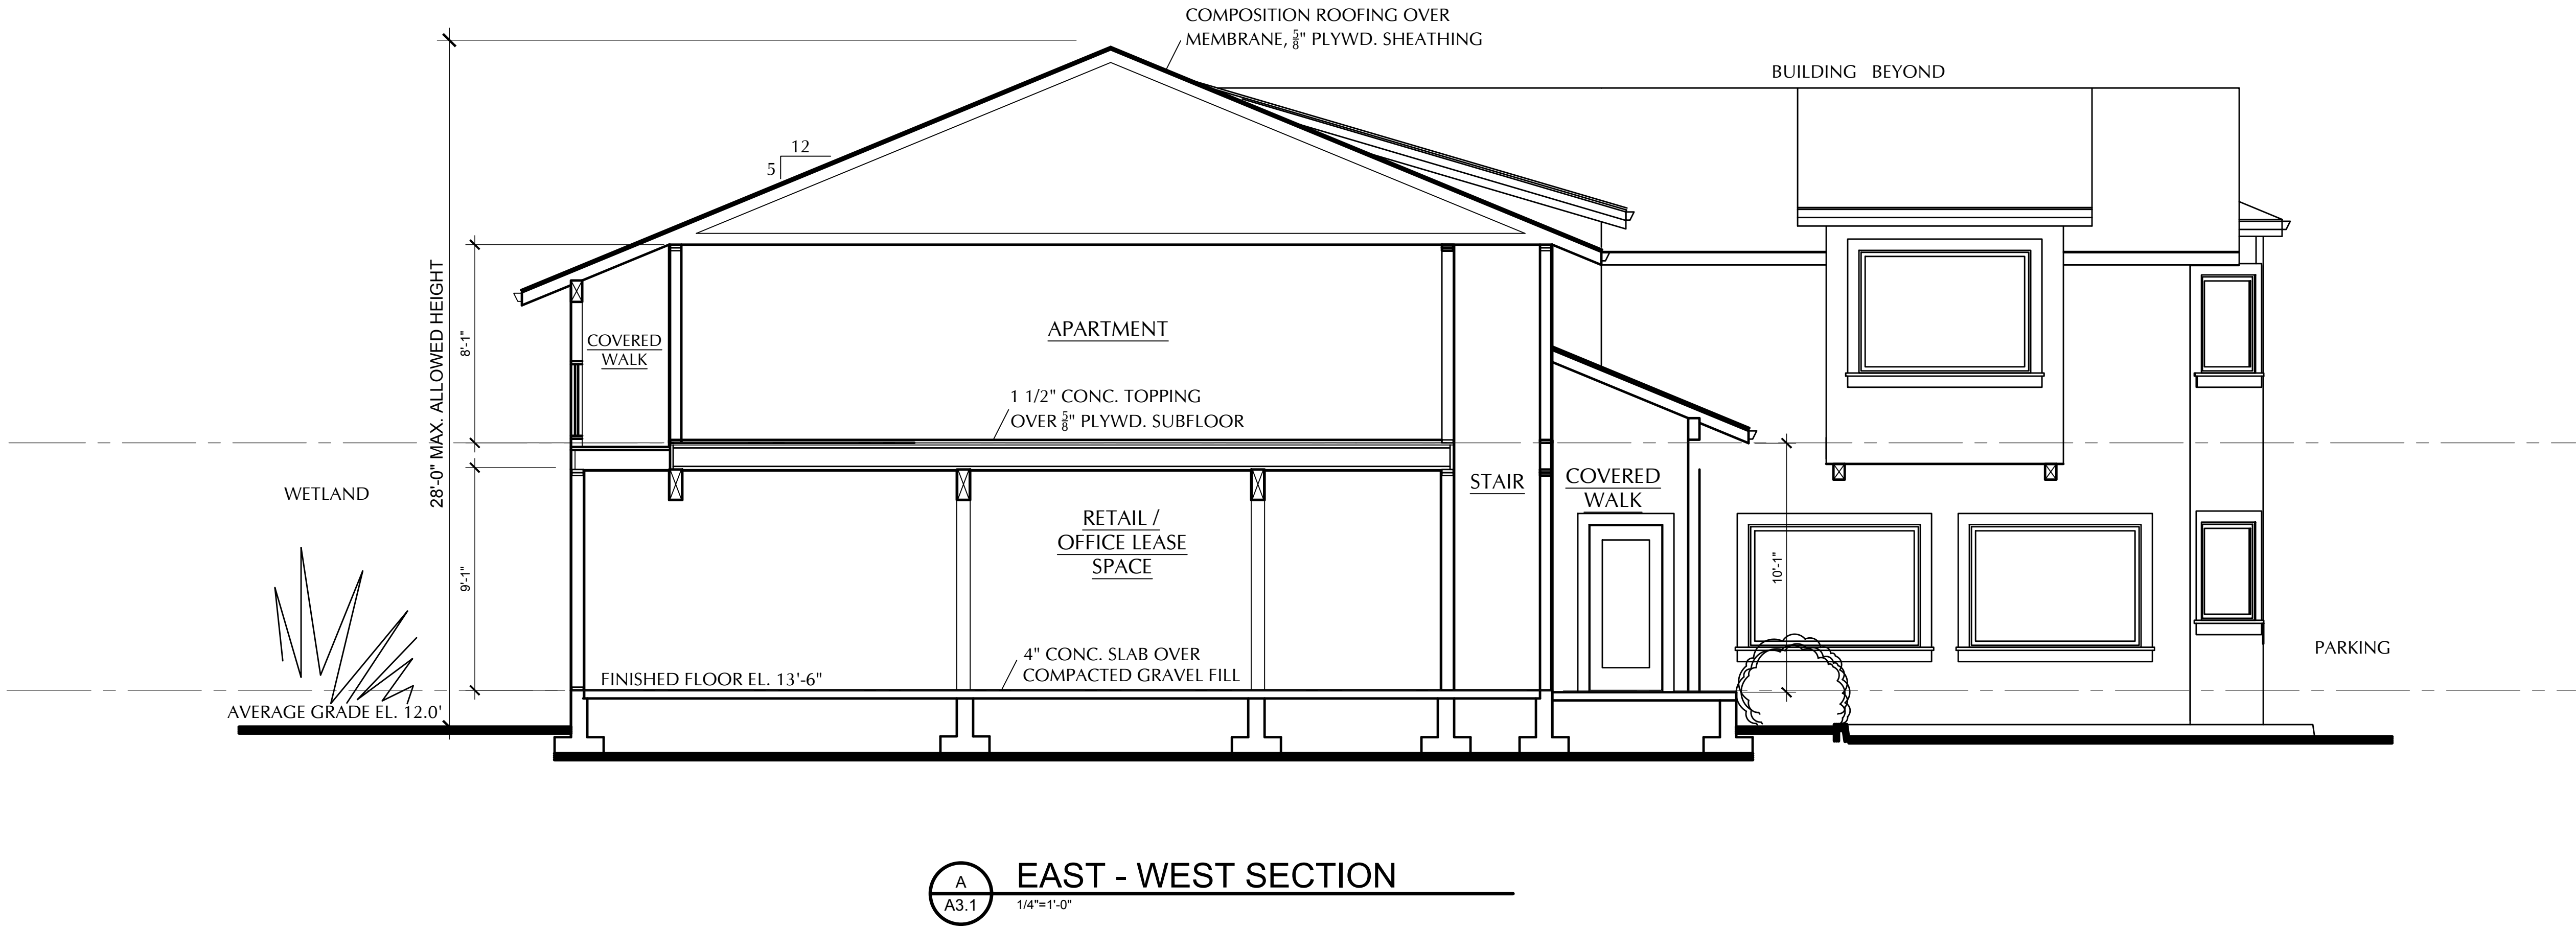 COMPOSITION ROOFING OVER
MEMBRANE, 5/8" PLYWD. SHEATHING
BUILDING BEYOND
12
5
28'-0" MAX. ALLOWED HEIGHT
8'-1"
COVERED
WALK
APARTMENT
1 1/2" CONC. TOPPING
OVER 5/8" PLYWD. SUBFLOOR
WETLAND
9'-1"
RETAIL /
OFFICE LEASE
SPACE
STAIR
COVERED
WALK
10'-1"
PARKING
4" CONC. SLAB OVER
COMPACTED GRAVEL FILL
FINISHED FLOOR EL. 13'-6"
AVERAGE GRADE EL. 12.0'
A
A3.1
EAST - WEST SECTION
1/4"=1'-0"